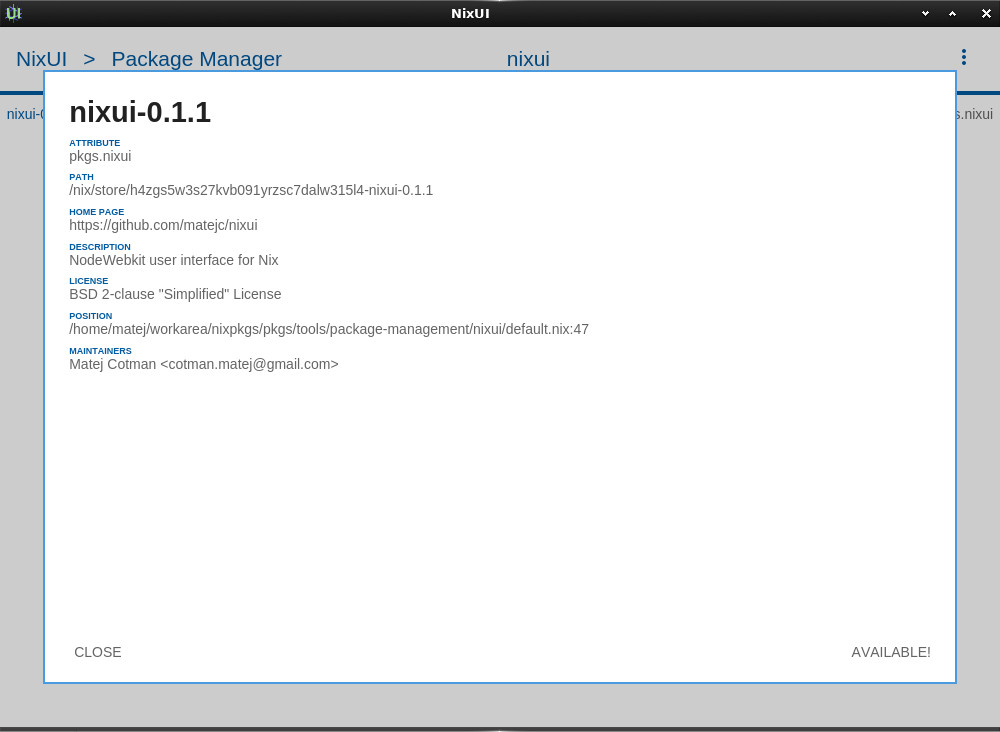 UI
NixUI
NixUI > Package Manager
nixui
nixui-0
s.nixui
nixui-0.1.1
ATTRIBUTE
pkgs.nixui
PATH
/nix/store/h4zgs5w3s27kvb091yrzsc7dalw315l4-nixui-0.1.1
HOME PAGE
https://github.com/matejc/nixui
DESCRIPTION
NodeWebkit user interface for Nix
LICENSE
BSD 2-clause "Simplified" License
POSITION
/home/matej/workarea/nixpkgs/pkgs/tools/package-management/nixui/default.nix:47
MAINTAINERS
Matej Cotman <cotman.matej@gmail.com>
CLOSE
AVAILABLE!